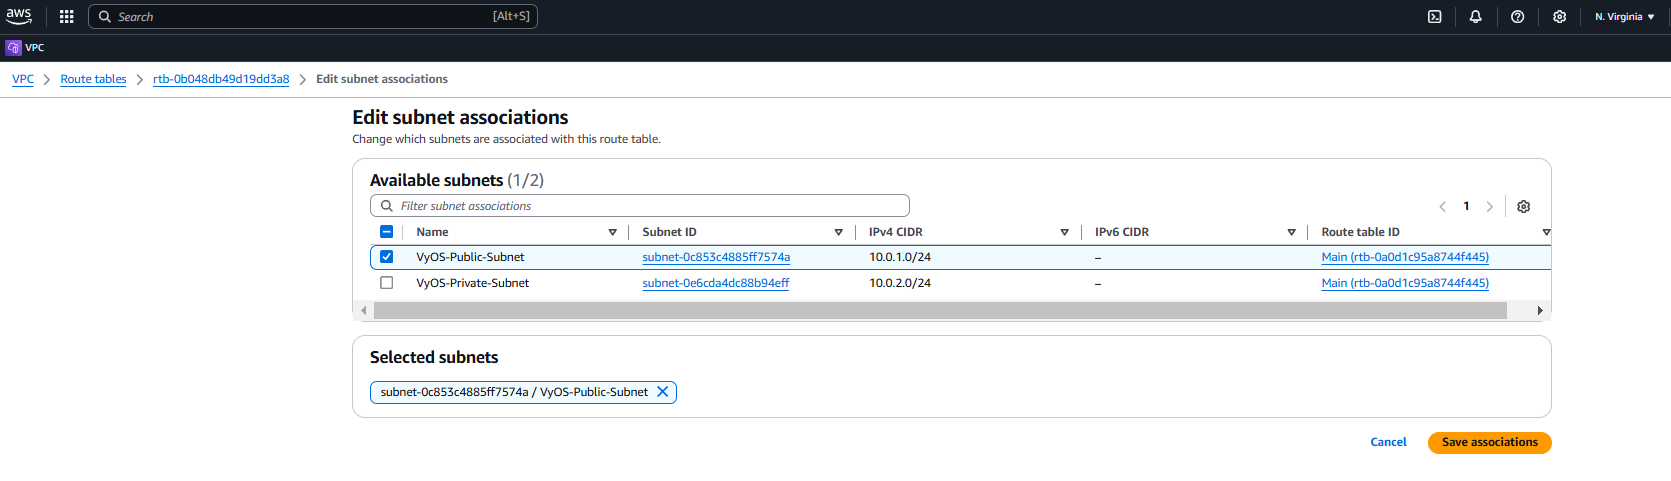 aws
Search [Alt+S]
N. Virginia
VPC
VPC Route tables rtb-0b048db49d19dd3a8 Edit subnet associations
Edit subnet associations
Change which subnets are associated with this route table.
Available subnets (1/2)
Filter subnet associations
1
Name Subnet ID IPv4 CIDR IPv6 CIDR Route table ID
VyOS-Public-Subnet subnet-0c853c4885ff7574a 10.0.1.0/24 – Main (rtb-0a0d1c95a8744f445)
VyOS-Private-Subnet subnet-0e6cda4dc88b94eff 10.0.2.0/24 – Main (rtb-0a0d1c95a8744f445)
Selected subnets
subnet-0c853c4885ff7574a / VyOS-Public-Subnet
Cancel Save associations